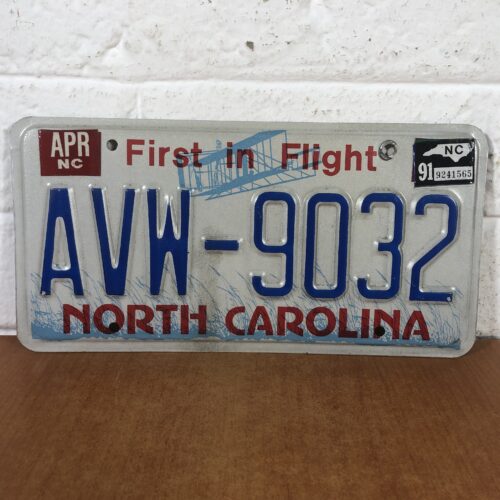 APR
NC
First in Flight
NC
91 9241565
AVW-9032
NORTH CAROLINA